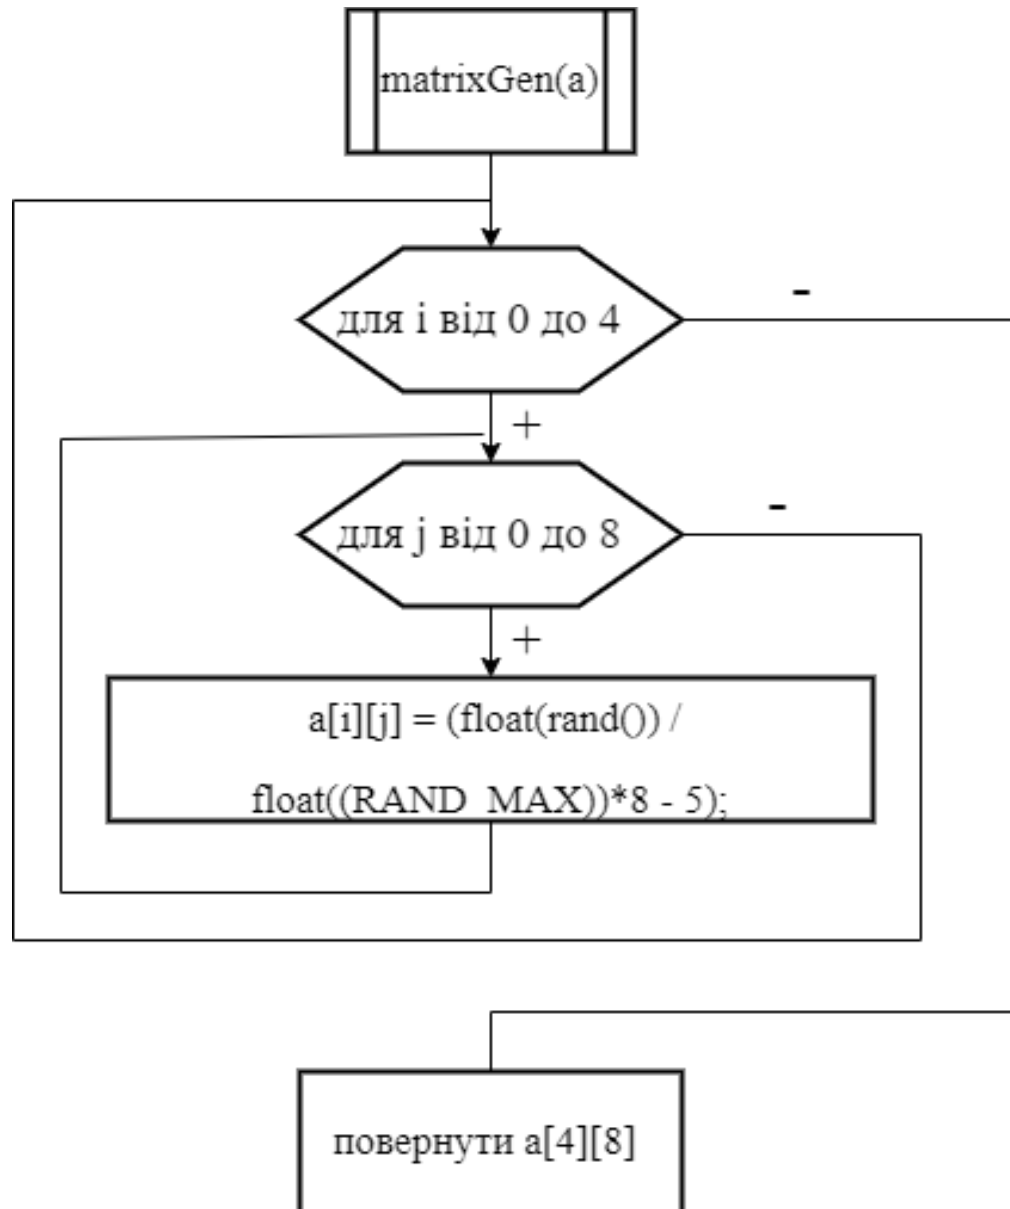 matrixGen(a)
для і від 0 до 4
-
+
для j від 0 до 8
-
+
a[i][j] = (float(rand()) /
float((RAND_MAX))*8 - 5);
повернути a[4][8]